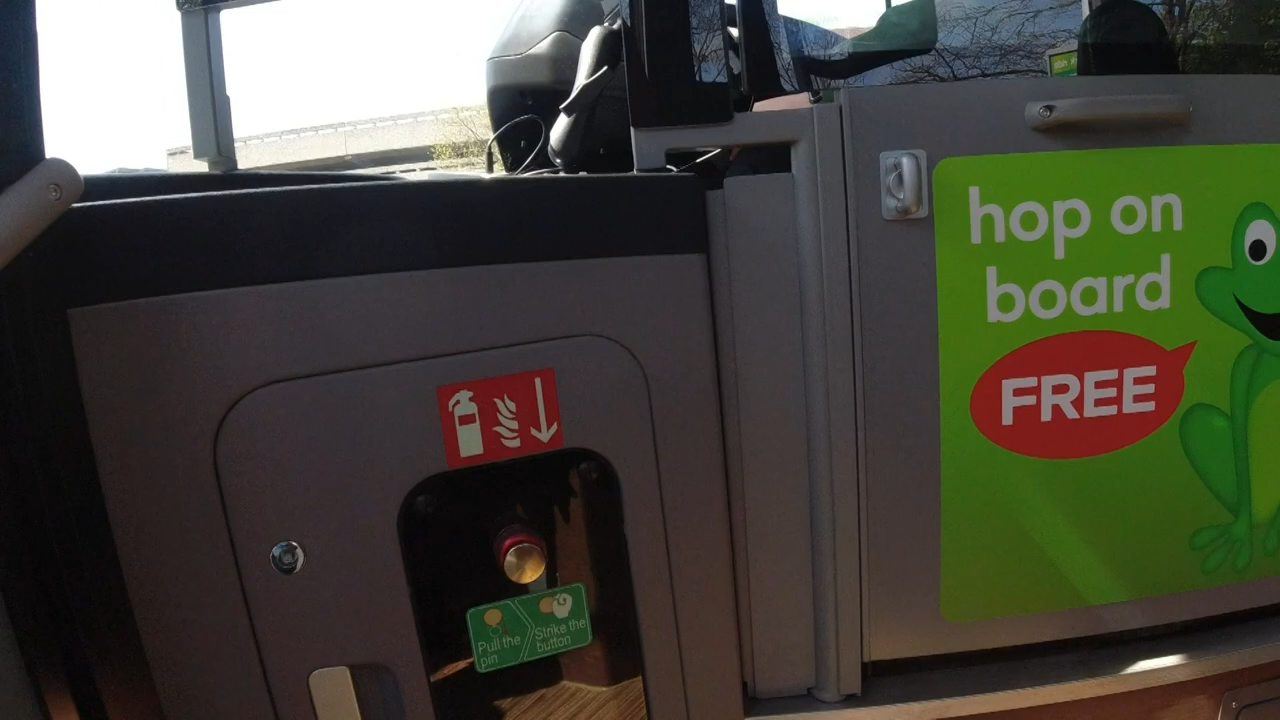 hop on
board
FREE
Pull the
pin
Strike the
button